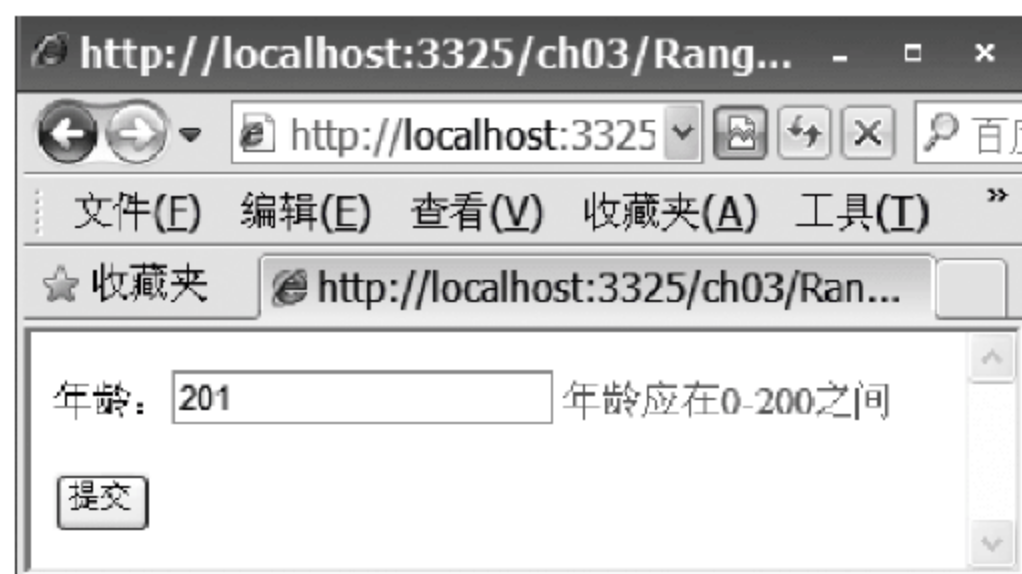 http://localhost:3325/ch03/Rang...
http://localhost:3325
文件(F) 编辑(E) 查看(V) 收藏夹(A) 工具(T) »
收藏夹 http://localhost:3325/ch03/Ran...
年龄： 201 年龄应在0-200之间
提交